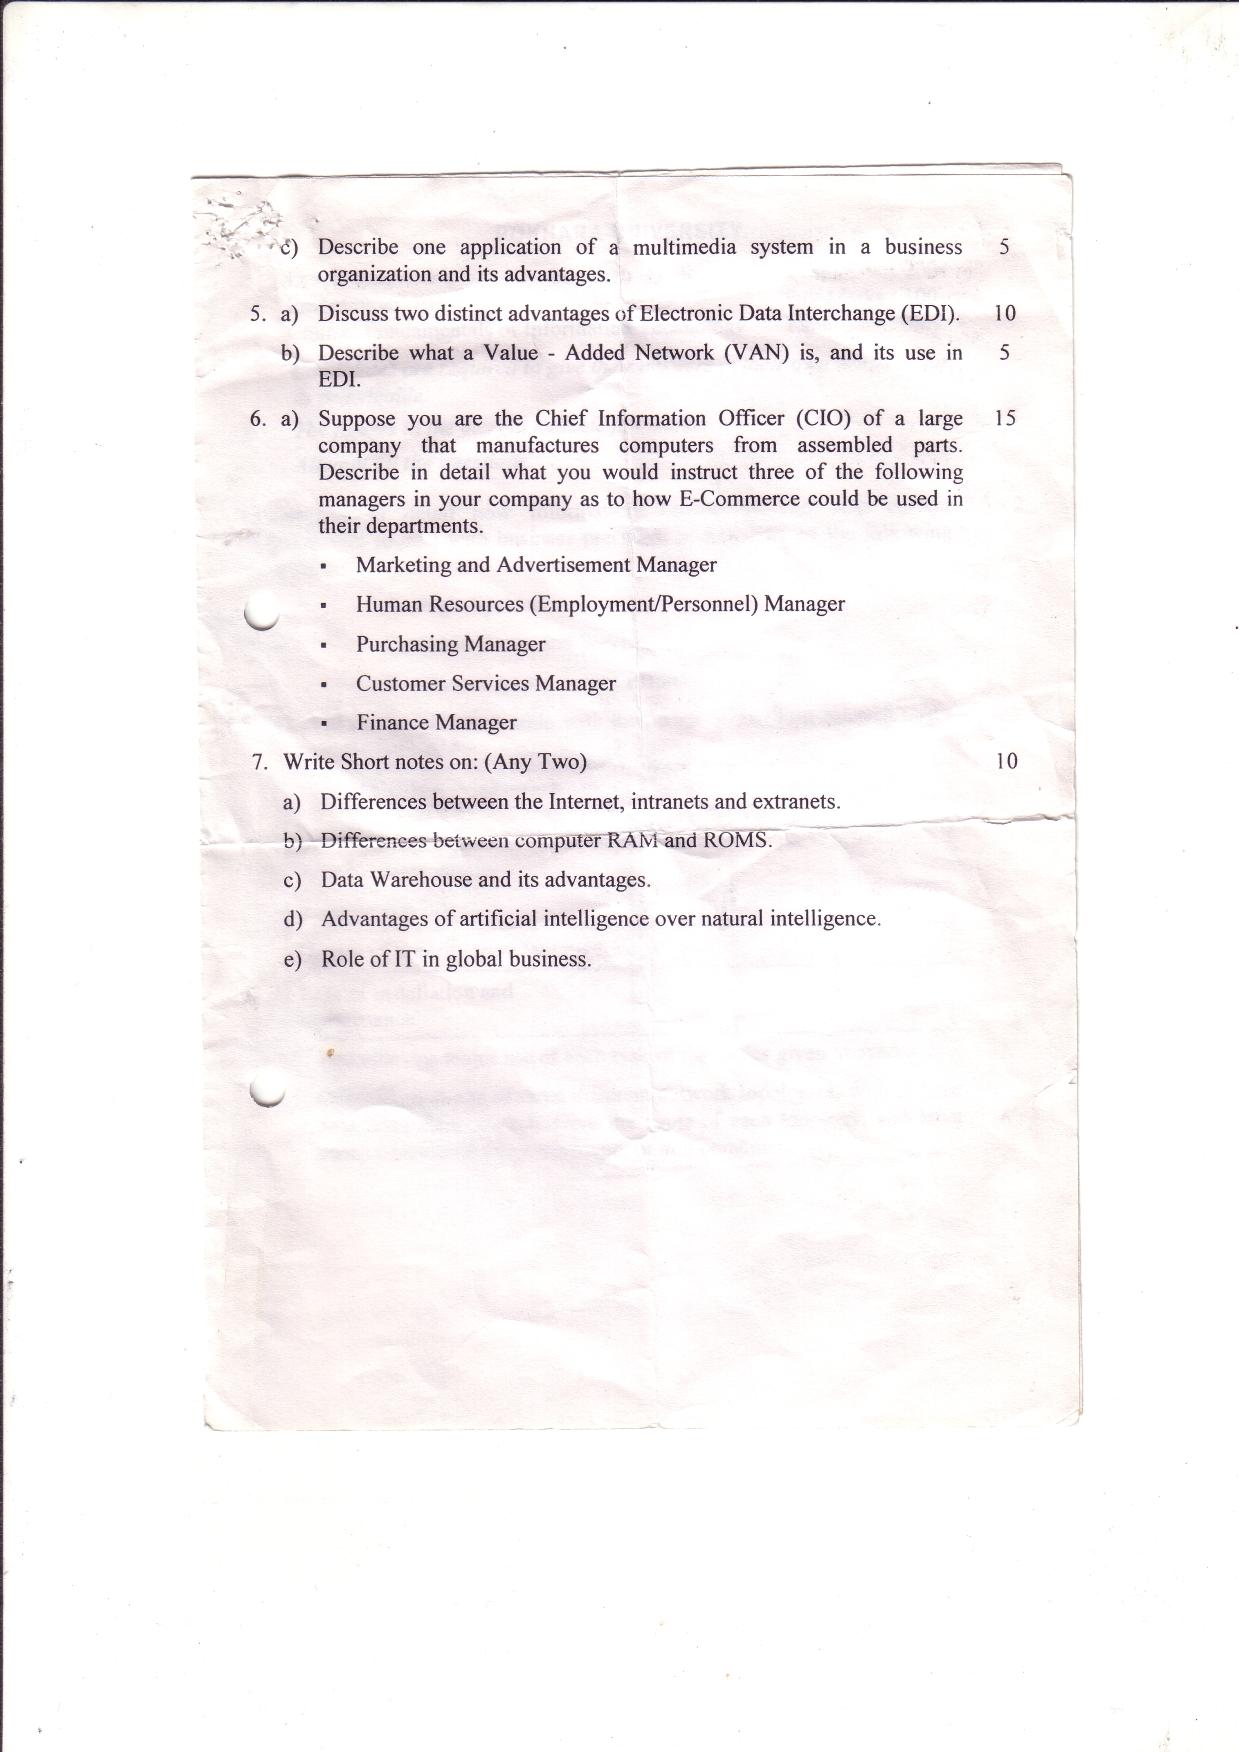 c) Describe one application of a multimedia system in a business 5
organization and its advantages.
5. a) Discuss two distinct advantages of Electronic Data Interchange (EDI). 10
b) Describe what a Value - Added Network (VAN) is, and its use in 5
EDI.
6. a) Suppose you are the Chief Information Officer (CIO) of a large 15
company that manufactures computers from assembled parts.
Describe in detail what you would instruct three of the following
managers in your company as to how E-Commerce could be used in
their departments.
▪ Marketing and Advertisement Manager
▪ Human Resources (Employment/Personnel) Manager
▪ Purchasing Manager
▪ Customer Services Manager
▪ Finance Manager
7. Write Short notes on: (Any Two) 10
a) Differences between the Internet, intranets and extranets.
b) Differences between computer RAM and ROMS.
c) Data Warehouse and its advantages.
d) Advantages of artificial intelligence over natural intelligence.
e) Role of IT in global business.